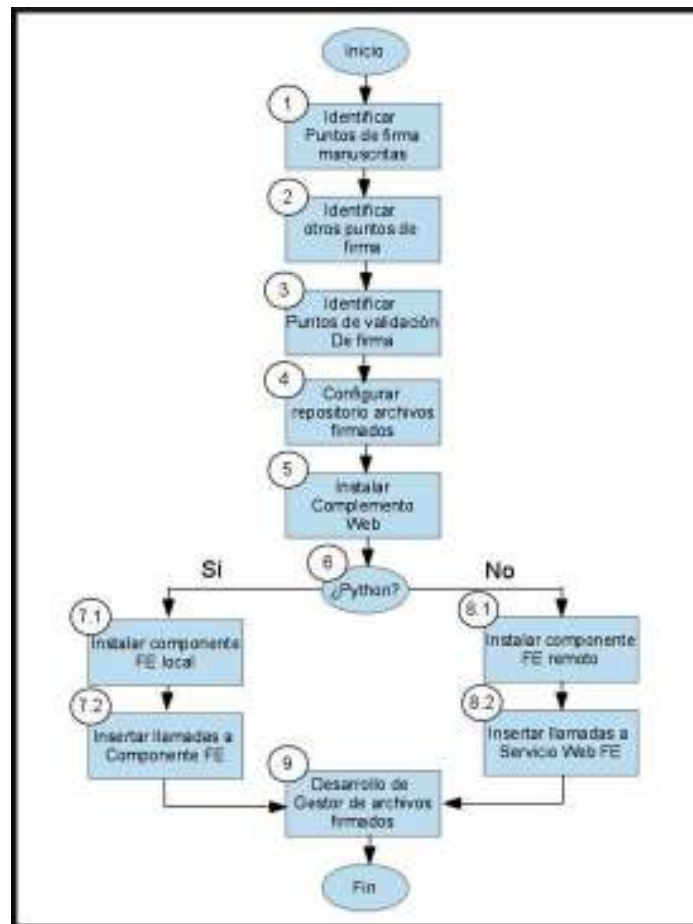 Inicio
1
Identificar
Puntos de firma
manuscritas
2
Identificar
otros puntos de
firma
3
Identificar
Puntos de validación
De firma
4
Configurar
repositorio archivos
firmados
5
Instalar
Complemento
Web
6
¿Python?
Sí
No
7.1
Instalar componente
FE local
8.1
Instalar componente
FE remoto
7.2
Insertar llamadas a
Componente FE
8.2
Insertar llamadas a
Servicio Web FE
9
Desarrollo de
Gestor de archivos
firmados
Fin